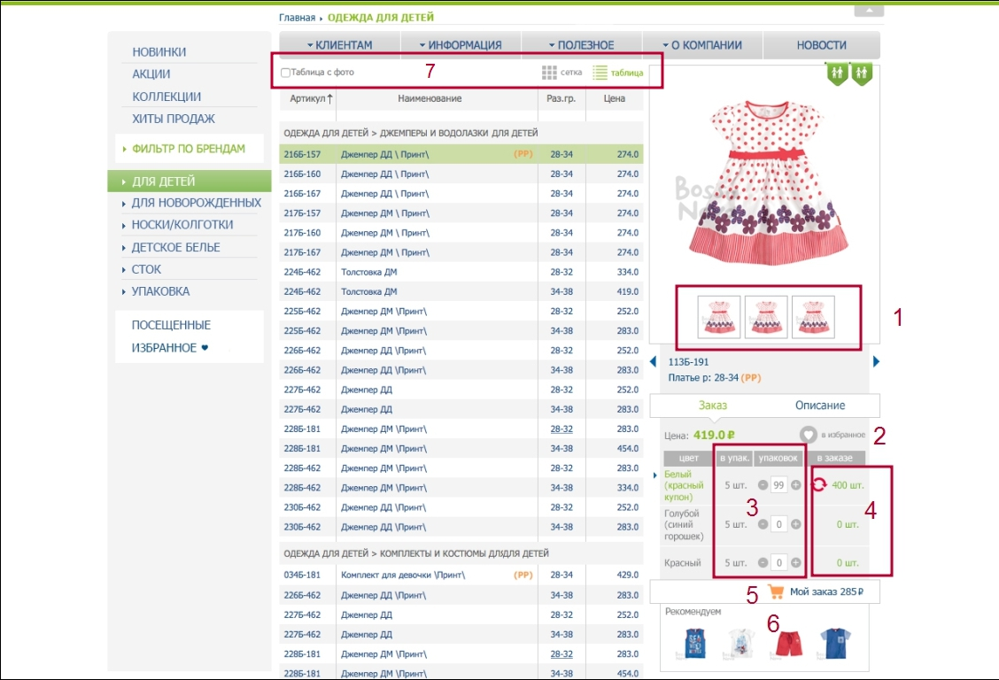 Главная › ОДЕЖДА ДЛЯ ДЕТЕЙ
НОВИНКИ
АКЦИИ
КОЛЛЕКЦИИ
ХИТЫ ПРОДАЖ
ФИЛЬТР ПО БРЕНДАМ
ДЛЯ ДЕТЕЙ
ДЛЯ НОВОРОЖДЕННЫХ
НОСКИ/КОЛГОТКИ
ДЕТСКОЕ БЕЛЬЕ
СТОК
УПАКОВКА
ПОСЕЩЕННЫЕ
ИЗБРАННОЕ
КЛИЕНТАМ ИНФОРМАЦИЯ ПОЛЕЗНОЕ О КОМПАНИИ НОВОСТИ
Таблица с фото 7 сетка таблица
Артикул↑ Наименование Раз.гр. Цена
ОДЕЖДА ДЛЯ ДЕТЕЙ > ДЖЕМПЕРЫ И ВОДОЛАЗКИ ДЛЯ ДЕТЕЙ
216Б-157 Джемпер ДД \ Принт\ (РР) 28-34 274.0
216Б-160 Джемпер ДД \ Принт\ 28-34 274.0
216Б-167 Джемпер ДД \ Принт\ 28-34 274.0
217Б-157 Джемпер ДМ \ Принт\ 28-34 274.0
217Б-160 Джемпер ДМ \ Принт\ 28-34 274.0
217Б-167 Джемпер ДМ \ Принт\ 28-34 274.0
224Б-462 Толстовка ДМ 28-32 334.0
224Б-462 Толстовка ДМ 34-38 419.0
225Б-462 Джемпер ДМ \Принт\ 28-32 252.0
225Б-462 Джемпер ДМ \Принт\ 34-38 283.0
226Б-462 Джемпер ДМ \Принт\ 28-32 252.0
226Б-462 Джемпер ДМ \Принт\ 34-38 283.0
227Б-462 Джемпер ДД 28-32 252.0
227Б-462 Джемпер ДД 34-38 283.0
228Б-181 Джемпер ДМ \Принт\ 28-32 283.0
228Б-181 Джемпер ДМ \Принт\ 34-38 454.0
228Б-462 Джемпер ДМ \Принт\ 28-32 283.0
228Б-462 Джемпер ДМ \Принт\ 34-38 334.0
230Б-462 Джемпер ДМ \Принт\ 28-32 252.0
230Б-462 Джемпер ДМ \Принт\ 34-38 283.0
ОДЕЖДА ДЛЯ ДЕТЕЙ > КОМПЛЕКТЫ И КОСТЮМЫ ДЛЯДЛЯ ДЕТЕЙ
034Б-181 Комплект для девочки \Принт\ (РР) 28-34 429.0
226Б-462 Джемпер ДМ \Принт\ 34-38 283.0
227Б-462 Джемпер ДД 28-32 252.0
227Б-462 Джемпер ДД 34-38 283.0
228Б-181 Джемпер ДМ \Принт\ 28-32 283.0
228Б-181 Джемпер ДМ \Принт\ 34-38 454.0
1
113Б-191
Платье р: 28-34 (РР)
Заказ Описание
Цена: 419.0 ₽ в избранное 2
цвет в упак. упаковок в заказе
Белый
(красный
купон) 5 шт. - 99 + 400 шт.
3 4
Голубой
(синий
горошек) 5 шт. - 0 + 0 шт.
Красный 5 шт. - 0 + 0 шт.
5 Мой заказ 285₽
Рекомендуем
6